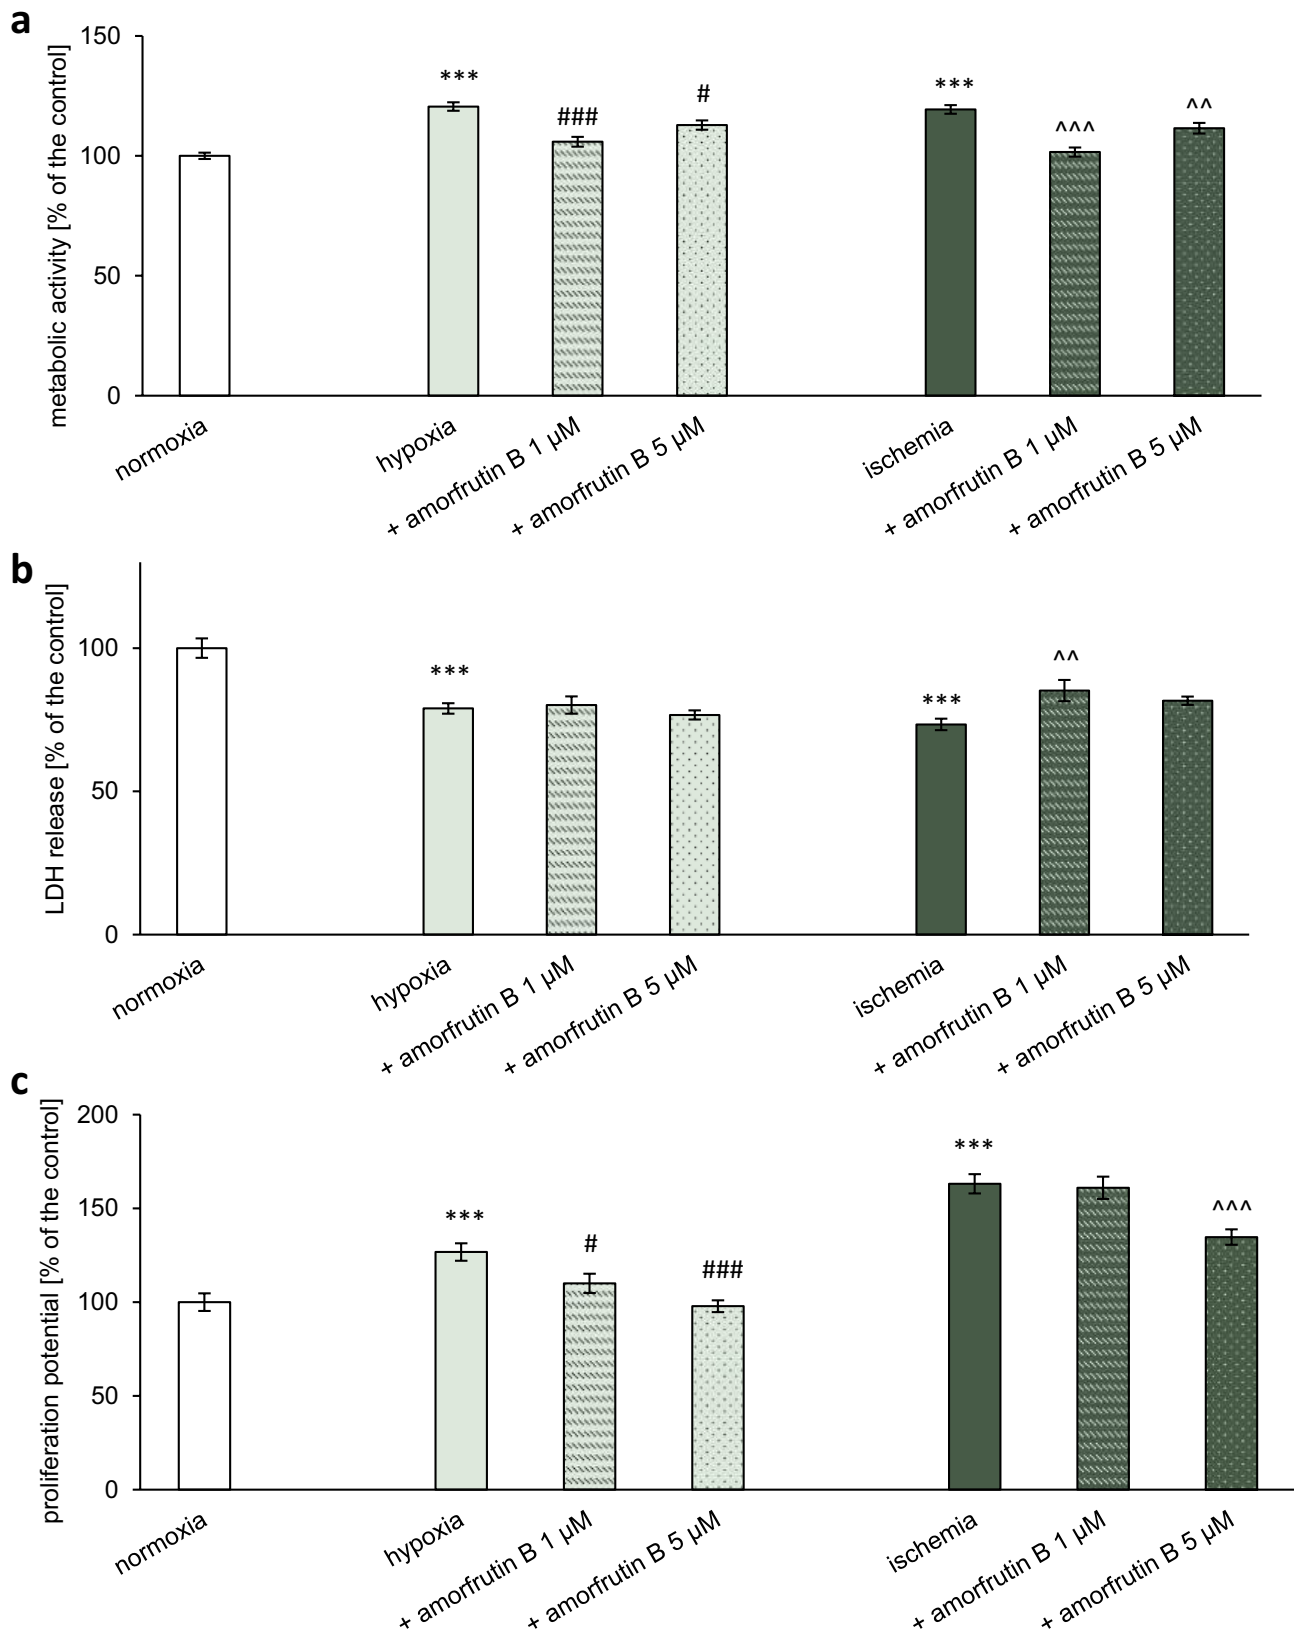 a
metabolic activity [% of the control]
150
100
50
0
***
###
#
***
^^^
^^
normoxia
hypoxia
+ amorfrutin B 1 µM
+ amorfrutin B 5 µM
ischemia
+ amorfrutin B 1 µM
+ amorfrutin B 5 µM
b
LDH release [% of the control]
100
50
0
***
***
^^
normoxia
hypoxia
+ amorfrutin B 1 µM
+ amorfrutin B 5 µM
ischemia
+ amorfrutin B 1 µM
+ amorfrutin B 5 µM
c
proliferation potential [% of the control]
200
150
100
50
0
***
#
###
***
^^^
normoxia
hypoxia
+ amorfrutin B 1 µM
+ amorfrutin B 5 µM
ischemia
+ amorfrutin B 1 µM
+ amorfrutin B 5 µM